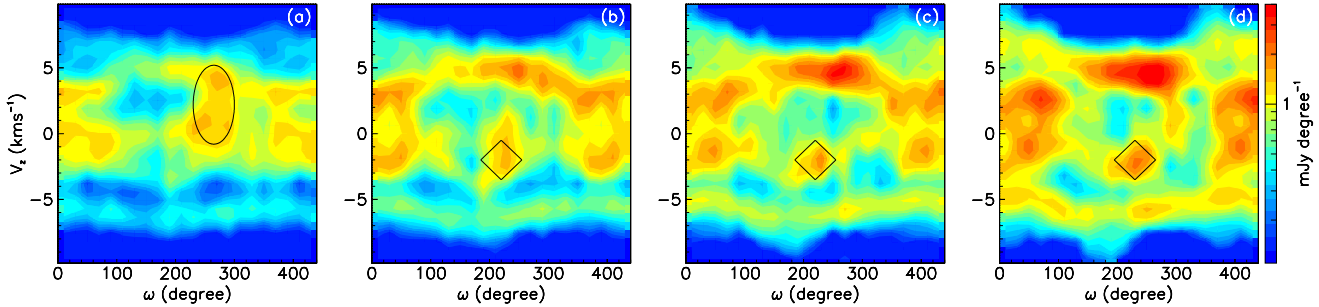 (a) (b) (c) (d)
5 5 5 5
0 0 0 0
−5 −5 −5 −5
V_z (kms⁻¹)
1
mJy degree⁻¹
0 100 200 300 400 0 100 200 300 400 0 100 200 300 400 0 100 200 300 400
ω (degree) ω (degree) ω (degree) ω (degree)